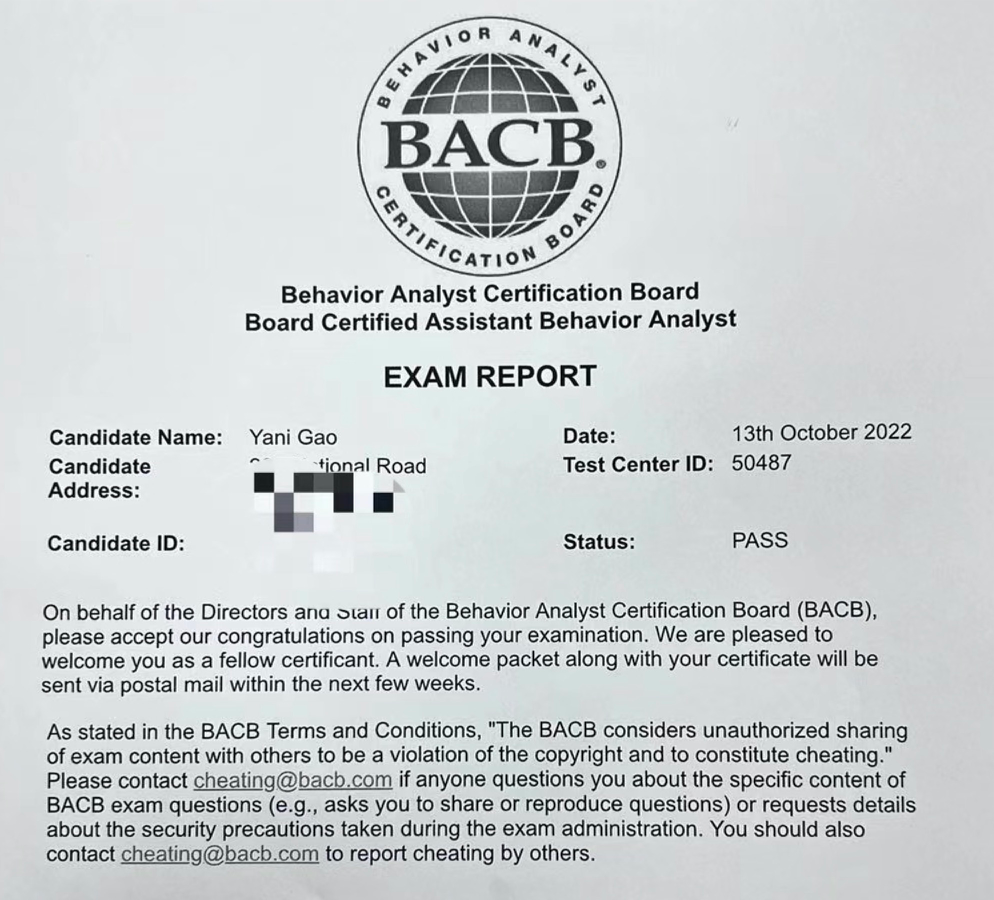 BEHAVIOR ANALYST
BACB®
CERTIFICATION BOARD
Behavior Analyst Certification Board
Board Certified Assistant Behavior Analyst
EXAM REPORT
Candidate Name: Yani Gao
Date: 13th October 2022
Candidate Address: Road
Test Center ID: 50487
Candidate ID:
Status: PASS
On behalf of the Directors and Staff of the Behavior Analyst Certification Board (BACB),
please accept our congratulations on passing your examination. We are pleased to
welcome you as a fellow certificant. A welcome packet along with your certificate will be
sent via postal mail within the next few weeks.
As stated in the BACB Terms and Conditions, "The BACB considers unauthorized sharing
of exam content with others to be a violation of the copyright and to constitute cheating."
Please contact cheating@bacb.com if anyone questions you about the specific content of
BACB exam questions (e.g., asks you to share or reproduce questions) or requests details
about the security precautions taken during the exam administration. You should also
contact cheating@bacb.com to report cheating by others.